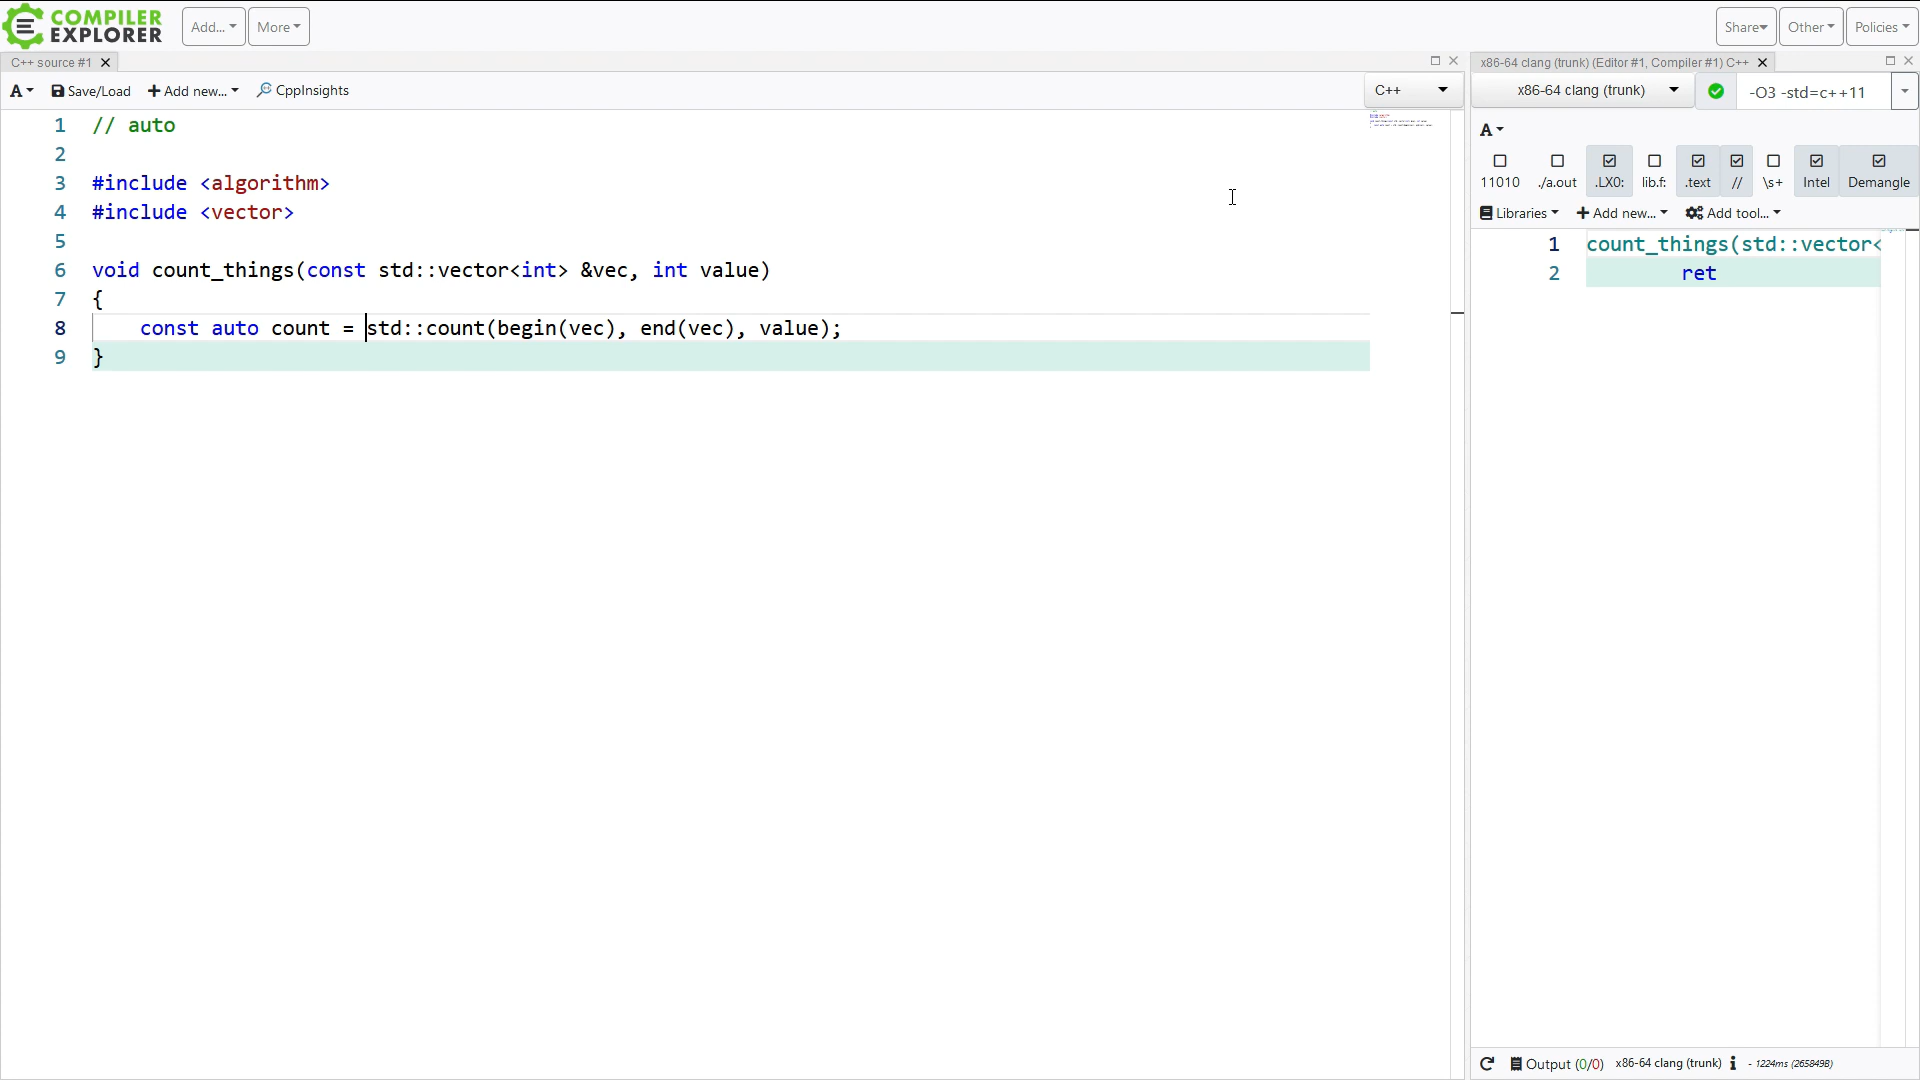 COMPILER EXPLORER Add... More Share Other Policies
C++ source #1
x86-64 clang (trunk) (Editor #1, Compiler #1) C++
A Save/Load Add new... CppInsights C++
x86-64 clang (trunk) -O3 -std=c++11
A
11010 ./a.out .LX0: lib.f: .text // \s+ Intel Demangle
Libraries Add new... Add tool...
1 // auto
2
3 #include <algorithm>
4 #include <vector>
5
6 void count_things(const std::vector<int> &vec, int value)
7 {
8 const auto count = std::count(begin(vec), end(vec), value);
9 }
1 count_things(std::vector<
2 ret
Output (0/0) x86-64 clang (trunk) i - 1224ms (265849B)